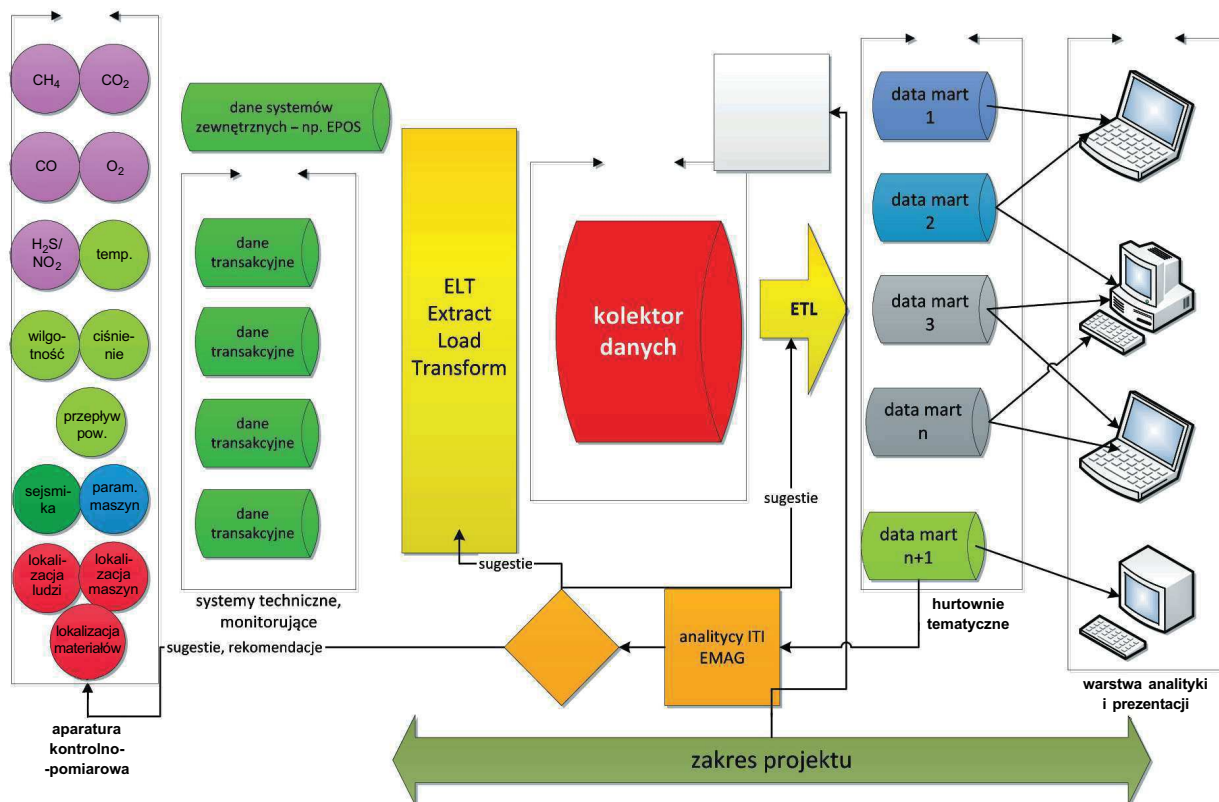 CH4
CO2
CO
O2
H2S/
NO2
temp.
wilgo-
tność
ciśnie-
nie
przepływ
pow.
sejsmi-
ka
param.
maszyn
lokali-
zacja
ludzi
lokali-
zacja
maszyn
lokalizacja
materiałów
aparatura
kontrolno-
-pomiarowa
dane systemów
zewnętrznych – np. EPOS
dane
transakcyjne
dane
transakcyjne
dane
transakcyjne
dane
transakcyjne
systemy techniczne,
monitorujące
sugestie, rekomendacje
ELT
Extract
Load
Transform
sugestie
kolektor
danych
ETL
sugestie
analitycy ITI
EMAG
data mart
1
data mart
2
data mart
3
data mart
n
data mart
n+1
hurtownie
tematyczne
warstwa analityki
i prezentacji
zakres projektu